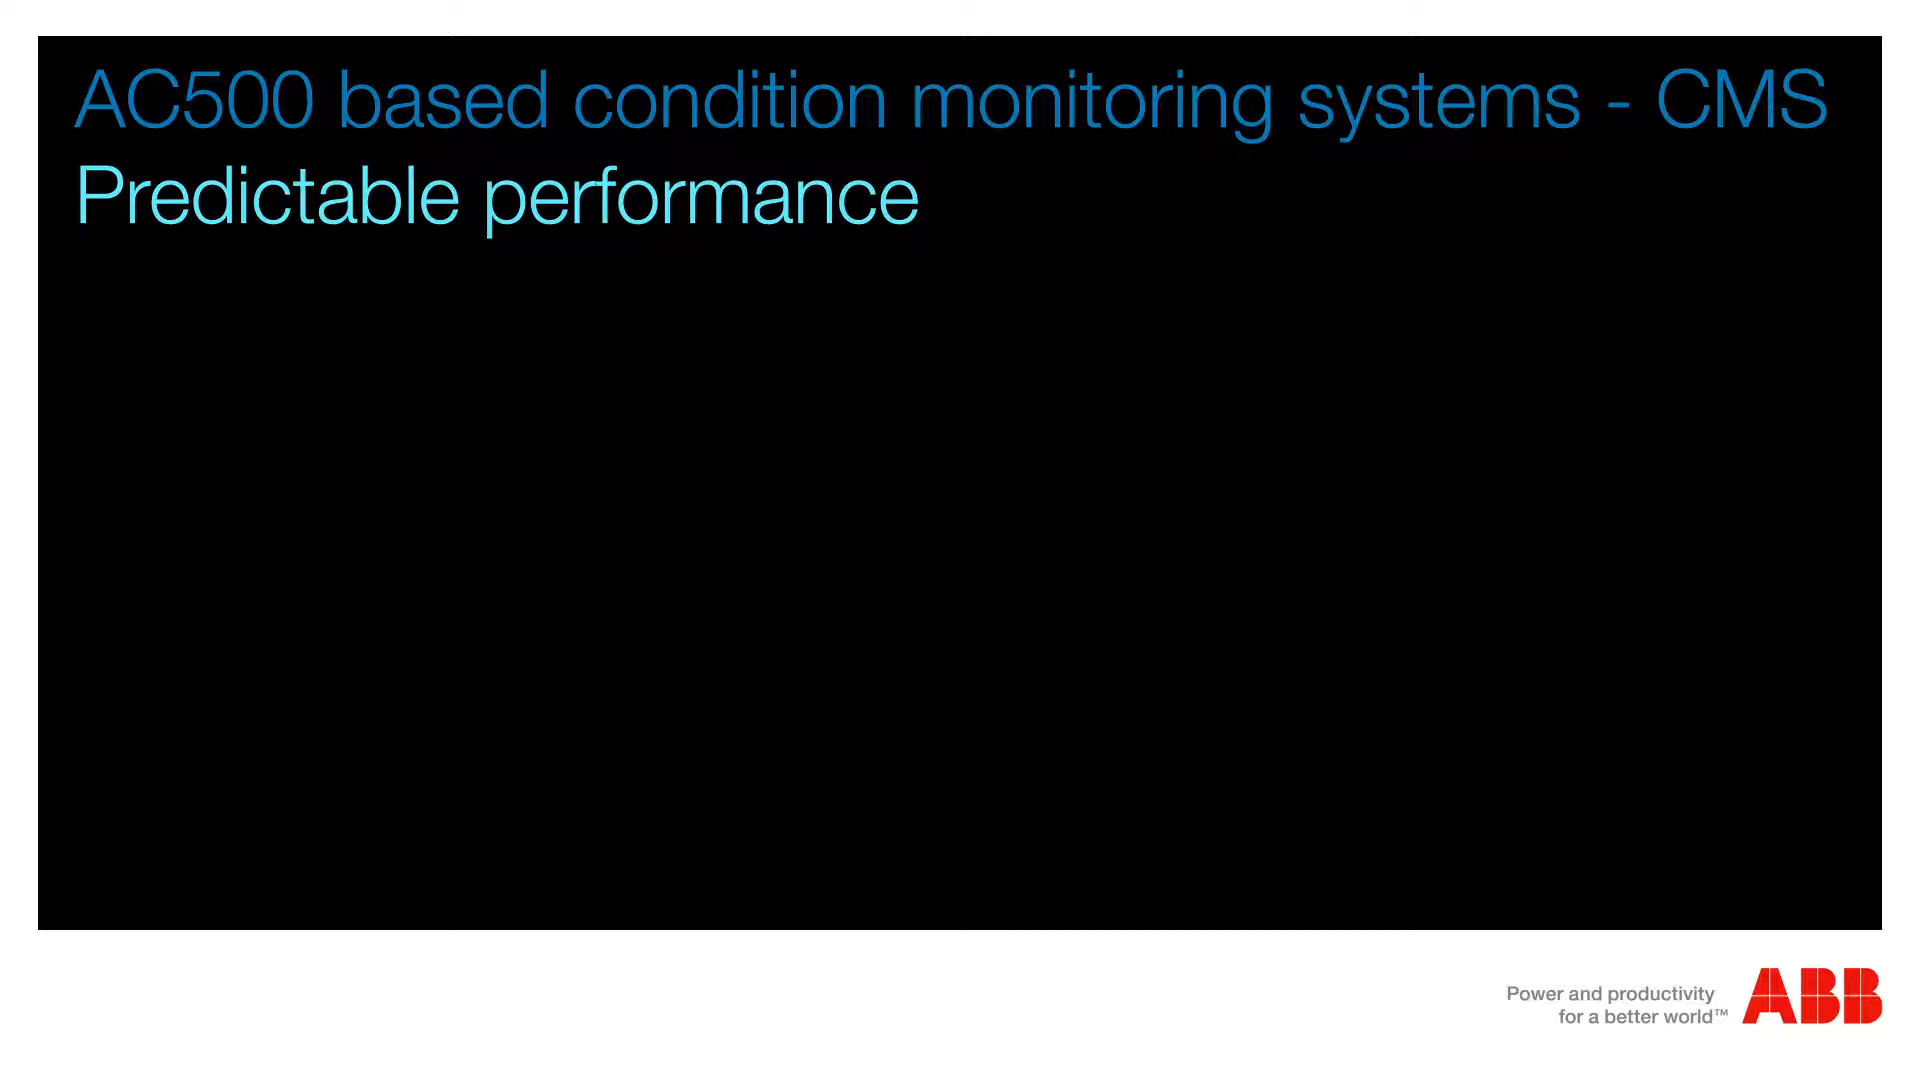 AC500 based condition monitoring systems - CMS
Predictable performance
Power and productivity
for a better world™
ABB